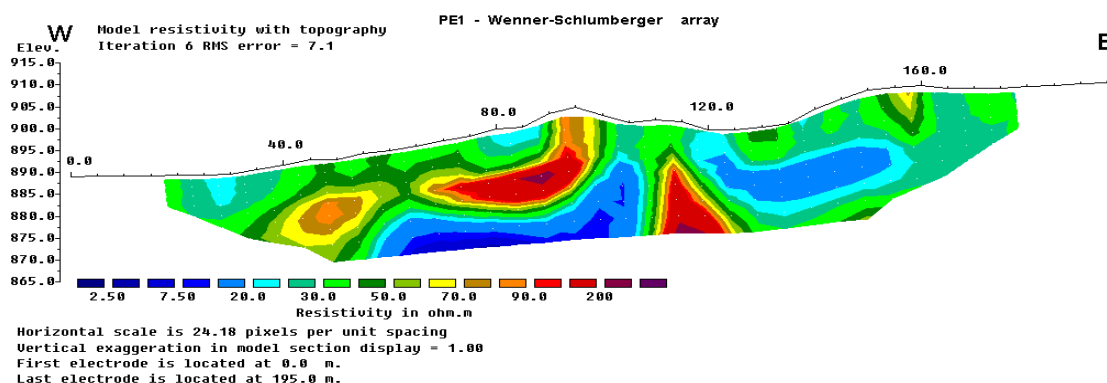 PE1 - Wenner-Schlumberger array
W
Model resistivity with topography
Iteration 6 RMS error = 7.1
E
Elev.
915.0
910.0
905.0
900.0
895.0
890.0
885.0
880.0
875.0
870.0
865.0
0.0
40.0
80.0
120.0
160.0
2.50 7.50 20.0 30.0 50.0 70.0 90.0 200
Resistivity in ohm.m
Horizontal scale is 24.18 pixels per unit spacing
Vertical exaggeration in model section display = 1.00
First electrode is located at 0.0 m.
Last electrode is located at 195.0 m.